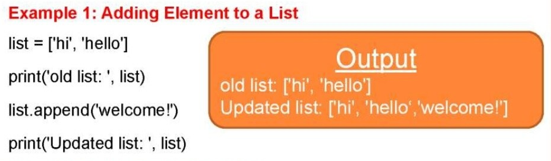 Example 1: Adding Element to a List
list = ['hi', 'hello']
print('old list: ', list)
list.append('welcome!')
print('Updated list: ', list)
Output
old list: ['hi', 'hello']
Updated list: ['hi', 'hello','welcome!']